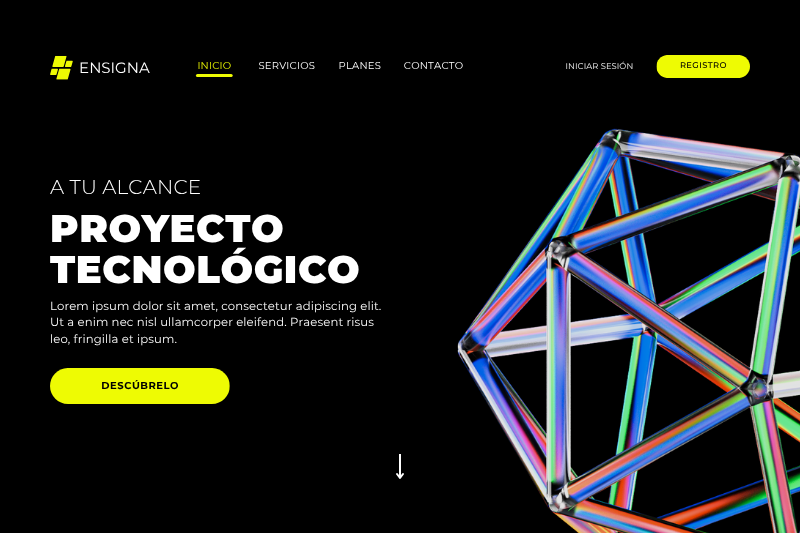 ENSIGNA
INICIO
SERVICIOS
PLANES
CONTACTO
INICIAR SESIÓN
REGISTRO
A TU ALCANCE
PROYECTO
TECNOLÓGICO
Lorem ipsum dolor sit amet, consectetur adipiscing elit.
Ut a enim nec nisl ullamcorper eleifend. Praesent risus
leo, fringilla et ipsum.
DESCÚBRELO